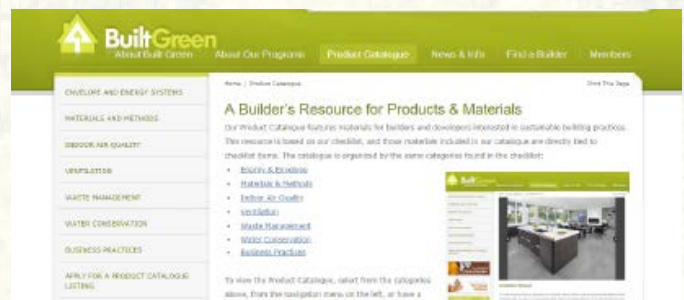 BuiltGreen
About Built Green About Our Programs Product Catalogue News & Info Find a Builder Members
Home / Product Catalogue
Print This Page
ENVELOPE AND ENERGY SYSTEMS
MATERIALS AND METHODS
INDOOR AIR QUALITY
VENTILATION
WASTE MANAGEMENT
WATER CONSERVATION
BUSINESS PRACTICES
APPLY FOR A PRODUCT CATALOGUE
LISTING
A Builder's Resource for Products & Materials
Our Product Catalogue features materials for builders and developers interested in sustainable building practices.
This resource is based on our checklist, and those materials included in our catalogue are directly tied to
checklist items. The catalogue is organized by the same categories found in the checklist:
Energy & Envelope
Materials & Methods
Indoor Air Quality
Ventilation
Waste Management
Water Conservation
Business Practices
To view the Product Catalogue, select from the categories
above, from the navigation menu on the left, or have a
BuiltGreen